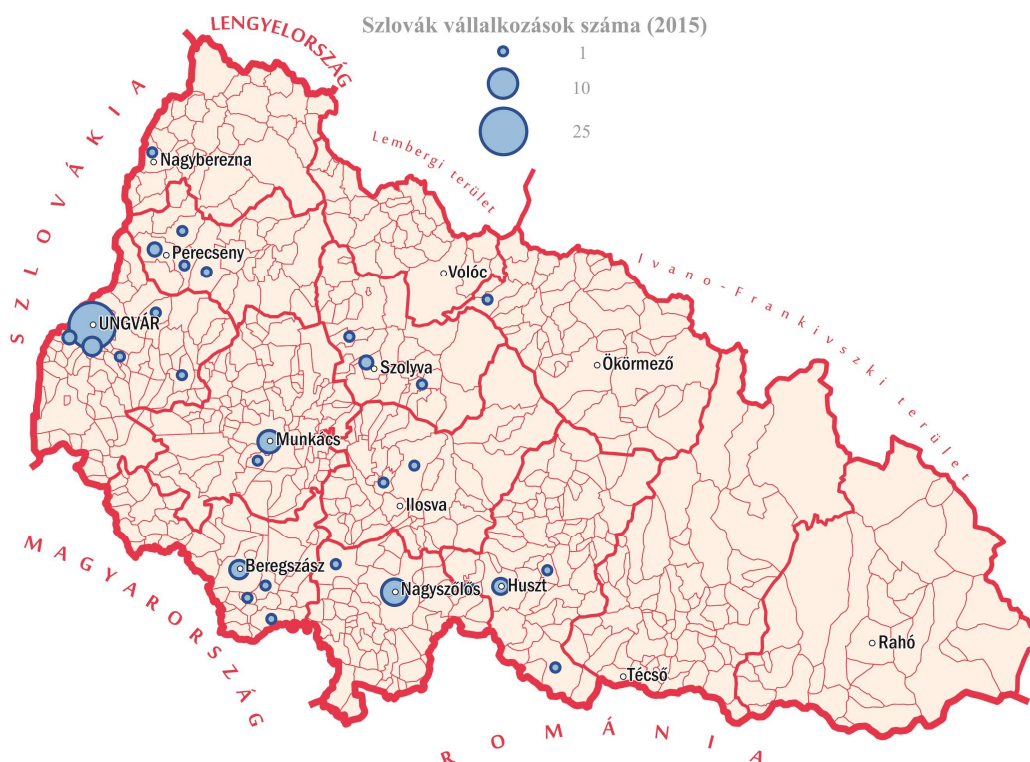 Szlovák vállalkozások száma (2015)
1
10
25
LENGYELORSZÁG
SZLOVÁKIA
Lembergi terület
Ivano-Frankivszki terület
MAGYARORSZÁG
ROMÁNIA
Nagyberezna
Perecseny
Volóc
UNGVÁR
Szolyva
Ökörmező
Munkács
Ilosva
Beregszász
Nagyszőlős
Huszt
Rahó
Técső